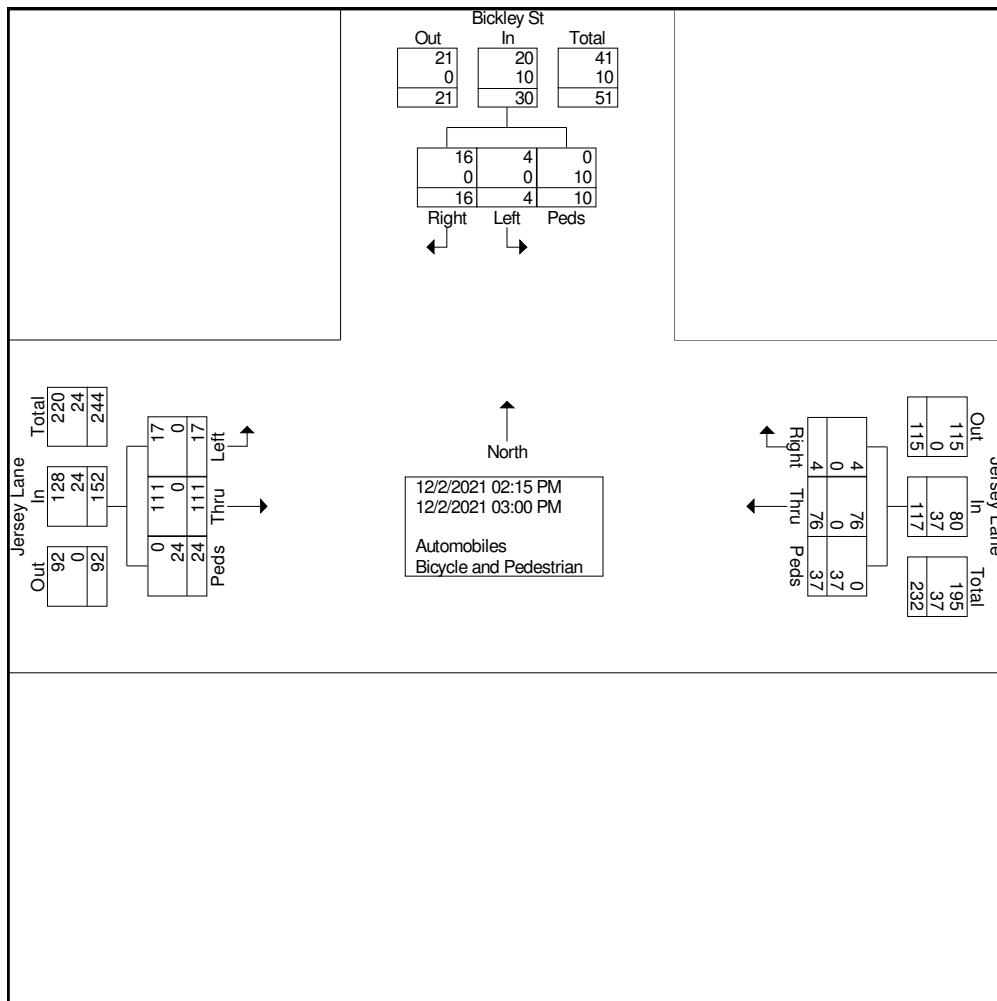 Bickley St
Out In Total
21 20 41
0 10 10
21 30 51
16 4 0
0 0 10
16 4 10
Right Left Peds
Jersey Lane
Out In Total
92 128 220
0 24 24
92 152 244
Left Thru Peds
17 111 0
0 0 24
17 111 24
North
12/2/2021 02:15 PM
12/2/2021 03:00 PM
Automobiles
Bicycle and Pedestrian
Right Thru Peds
4 76 0
0 0 37
4 76 37
Jersey Lane
Out In Total
115 80 195
0 37 37
115 117 232